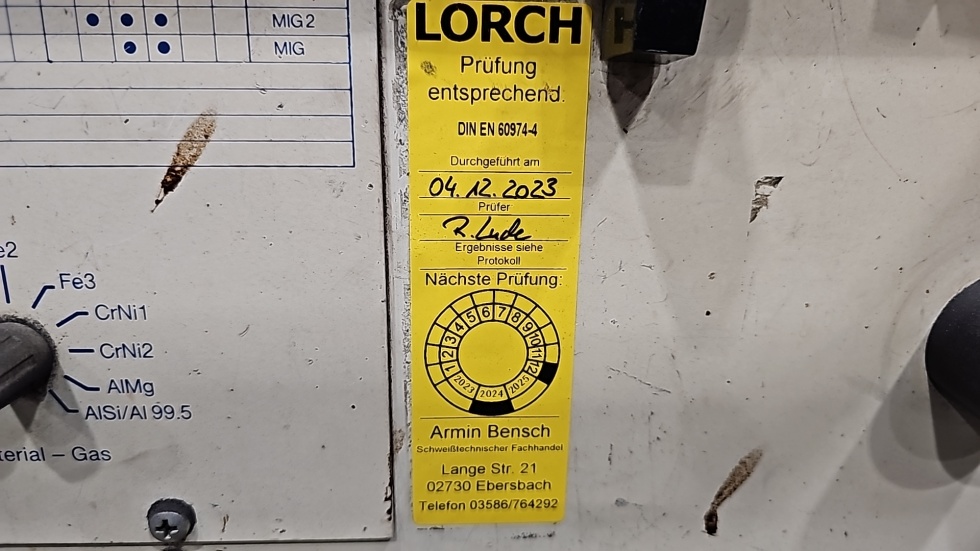 MIG 2
MIG
Fe3
CrNi1
CrNi2
AlMg
AlSi/Al 99.5
erial – Gas
LORCH
Prüfung
entsprechend:
DIN EN 60974-4
Durchgeführt am
04.12.2023
Prüfer
Ergebnisse siehe
Protokoll
Nächste Prüfung:
1 2 3 4 5 6 7 8 9 10 11 12
2023 2024 2025
Armin Bensch
Schweißtechnischer Fachhandel
Lange Str. 21
02730 Ebersbach
Telefon 03586/764292